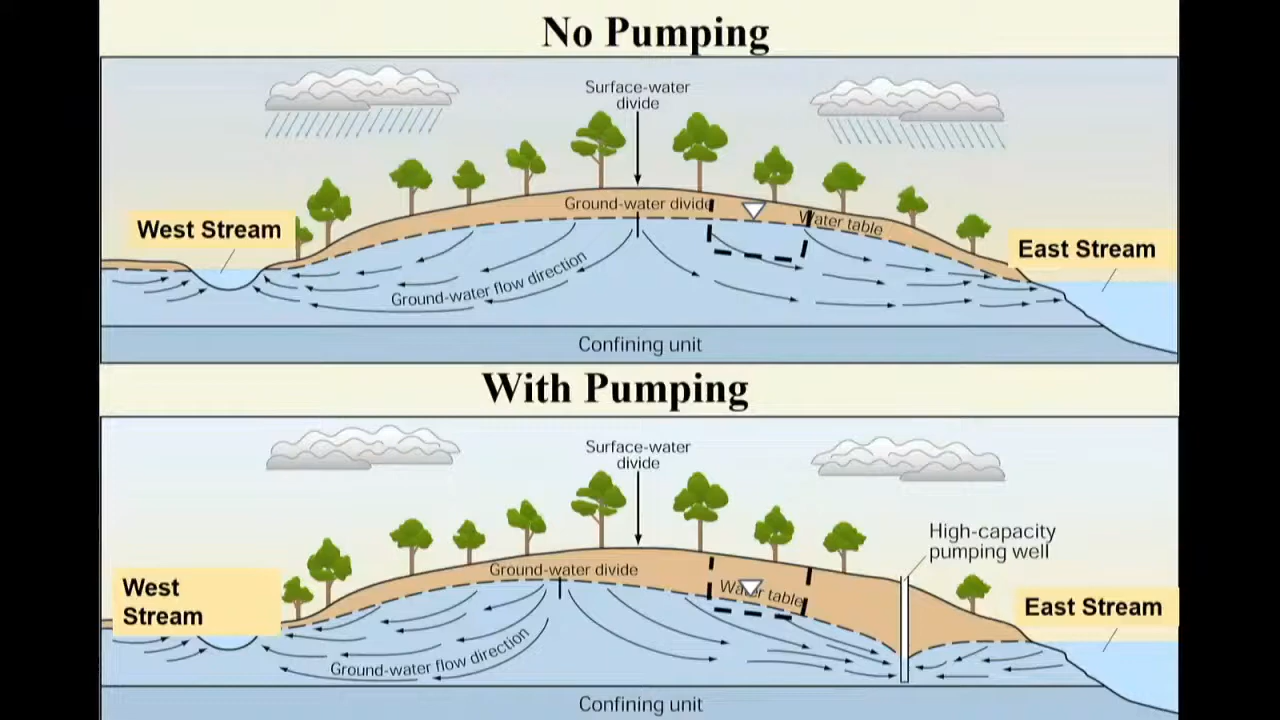 No Pumping
Surface-water
divide
Ground-water divide
Water table
West Stream
East Stream
Ground-water flow direction
Confining unit
With Pumping
Surface-water
divide
High-capacity
pumping well
Ground-water divide
Water table
West
Stream
East Stream
Ground-water flow direction
Confining unit